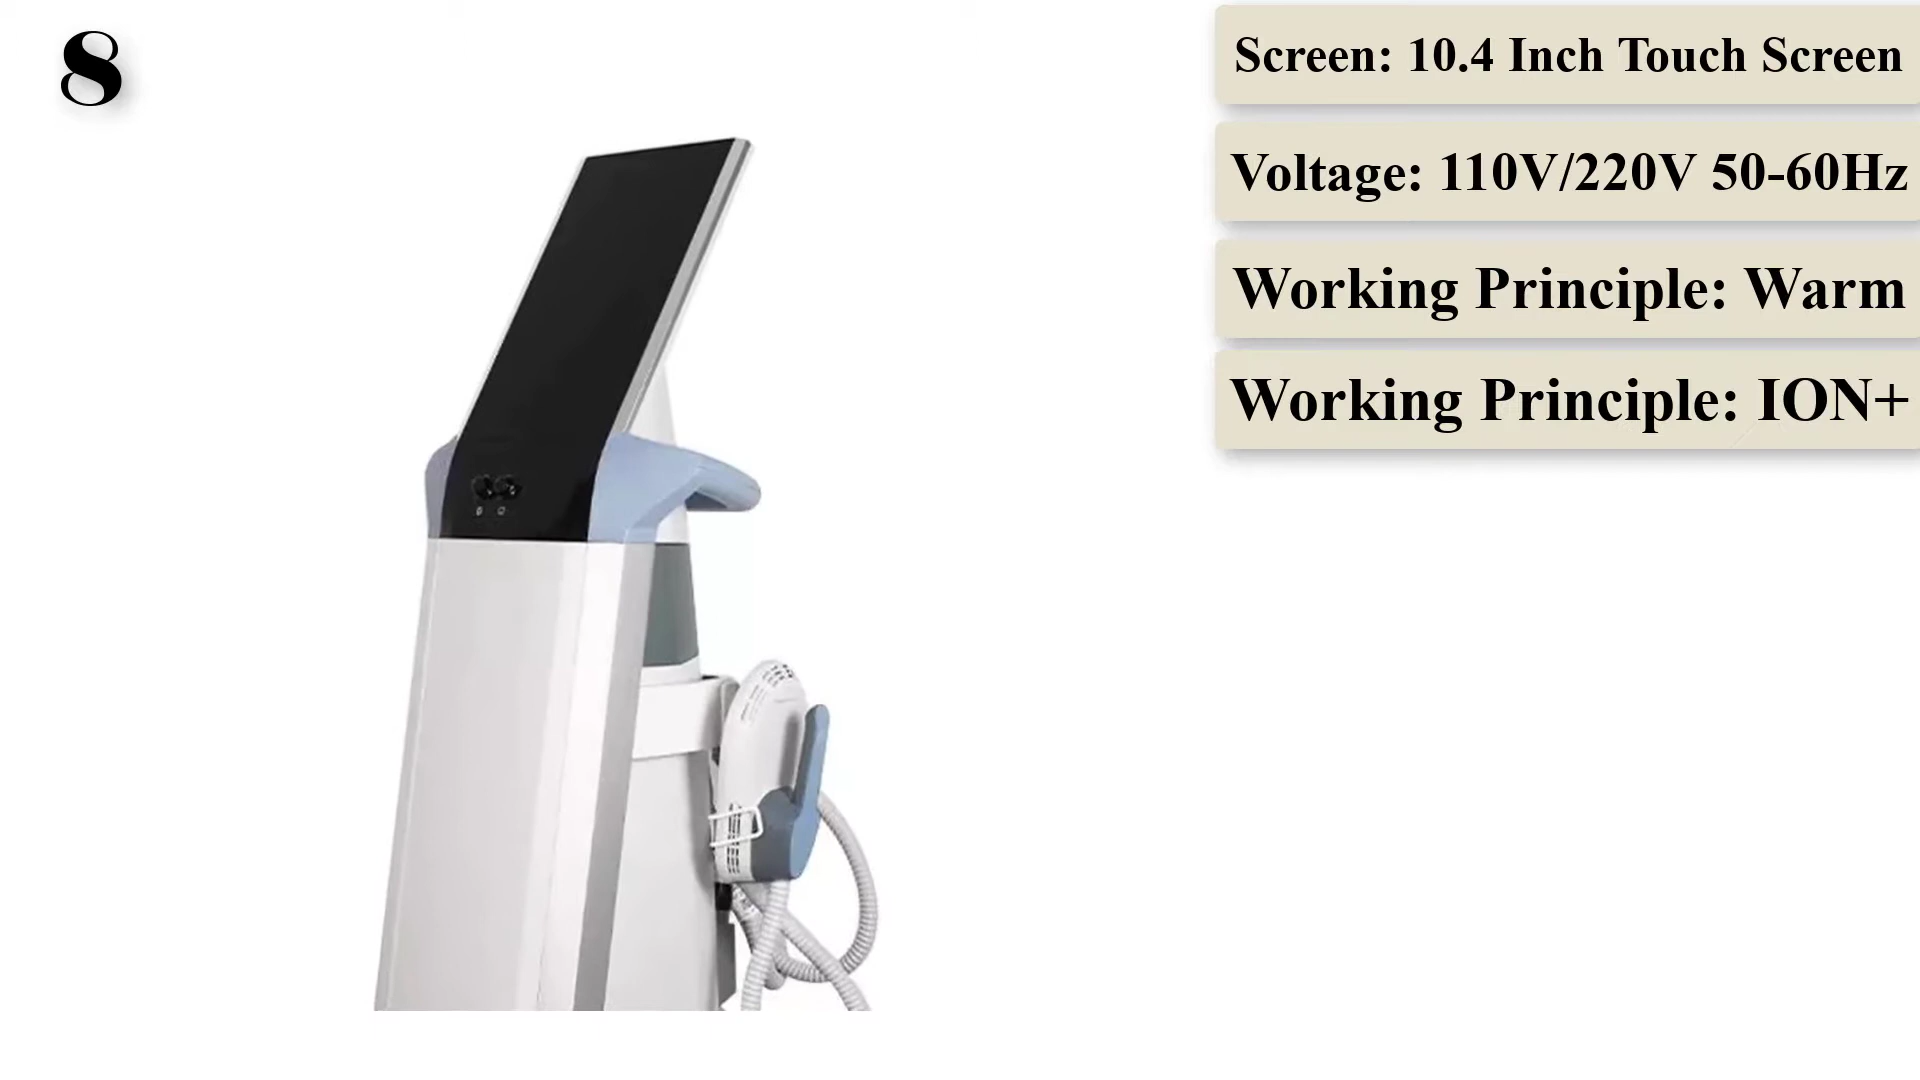 8
Screen: 10.4 Inch Touch Screen
Voltage: 110V/220V 50-60Hz
Working Principle: Warm
Working Principle: ION+